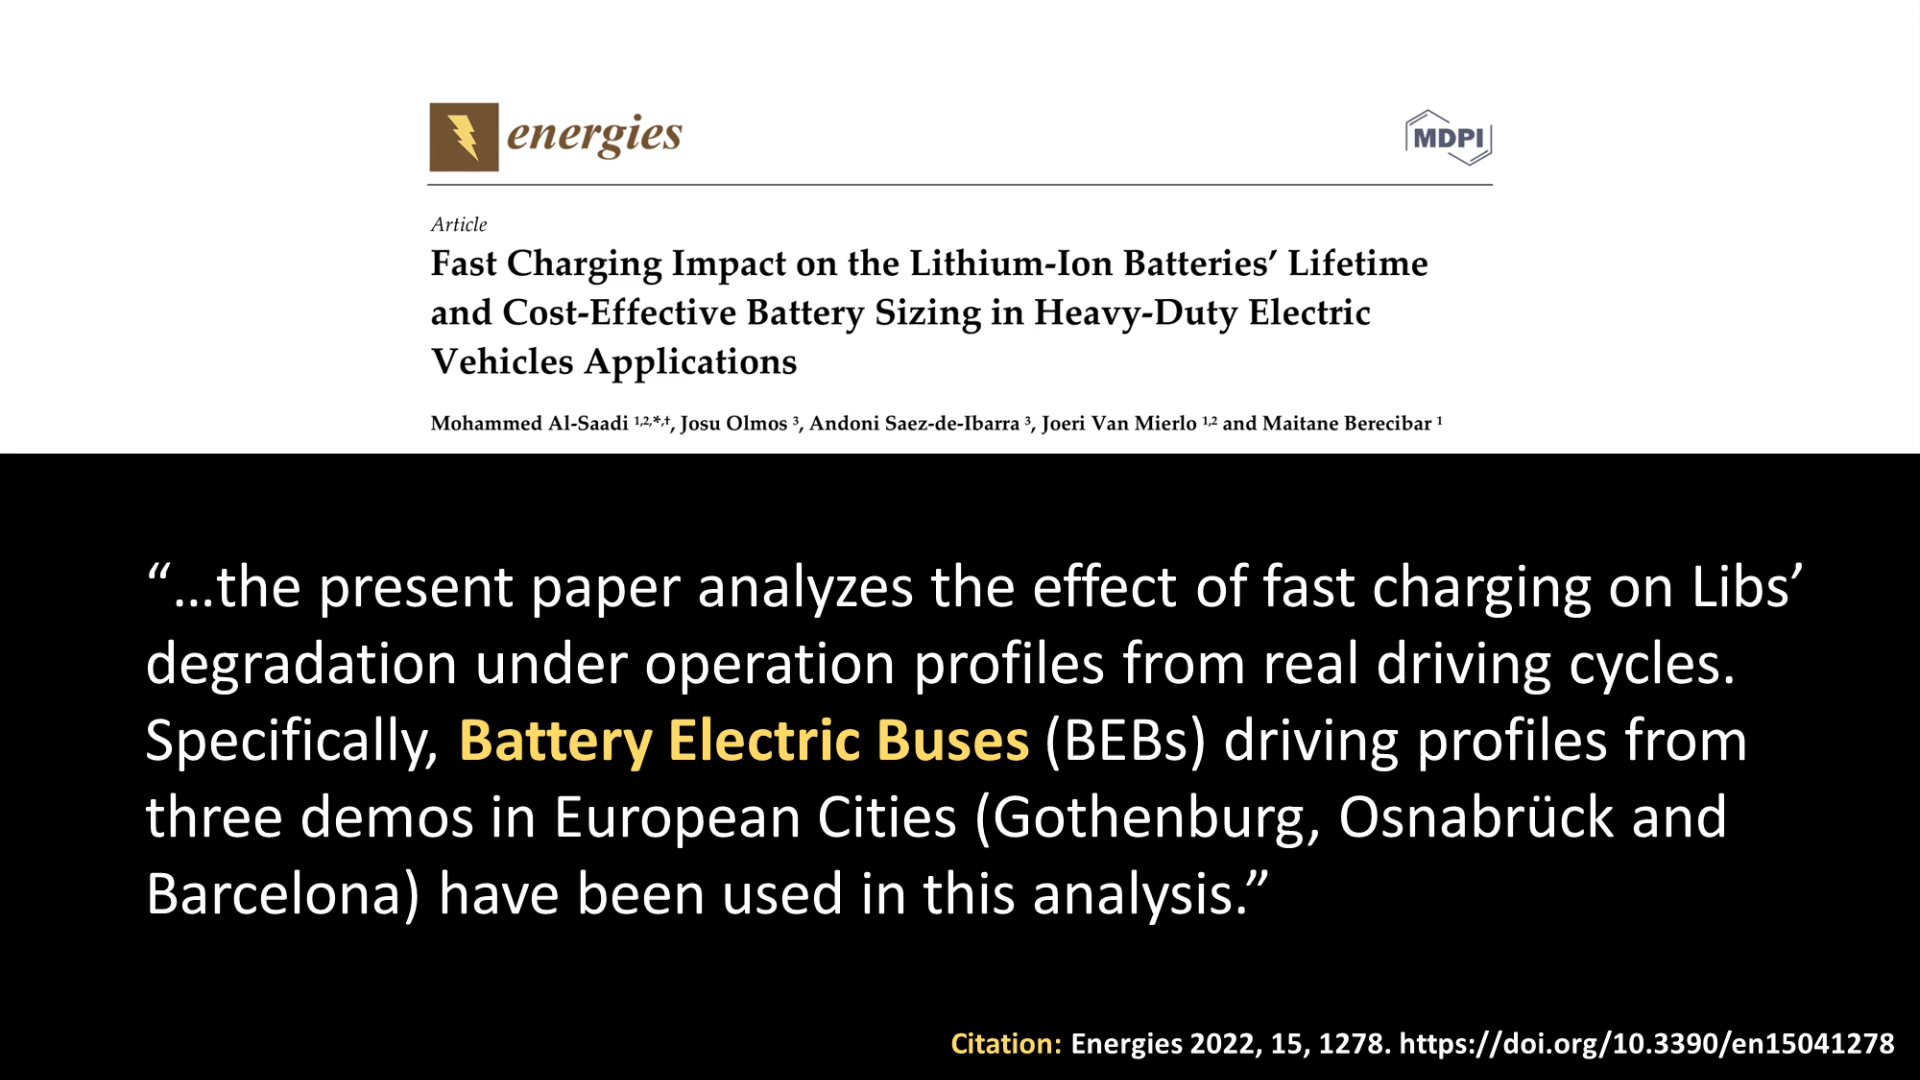 energies
MDPI
Article
Fast Charging Impact on the Lithium-Ion Batteries’ Lifetime
and Cost-Effective Battery Sizing in Heavy-Duty Electric
Vehicles Applications
Mohammed Al-Saadi ¹,²,*,†, Josu Olmos ³, Andoni Saez-de-Ibarra ³, Joeri Van Mierlo ¹,² and Maitane Berecibar ¹
“…the present paper analyzes the effect of fast charging on Libs’
degradation under operation profiles from real driving cycles.
Specifically, Battery Electric Buses (BEBs) driving profiles from
three demos in European Cities (Gothenburg, Osnabrück and
Barcelona) have been used in this analysis.”
Citation: Energies 2022, 15, 1278. https://doi.org/10.3390/en15041278